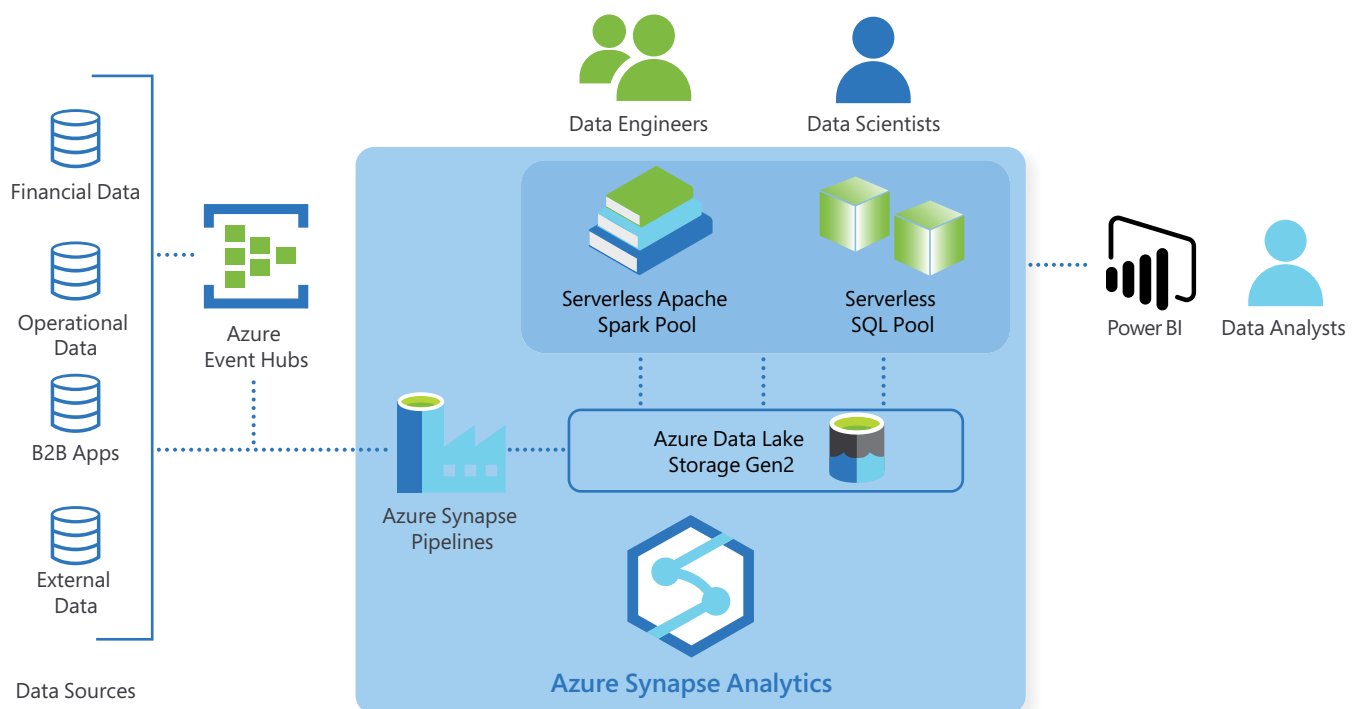 Data Engineers
Data Scientists
Financial Data
Operational
Data
B2B Apps
External
Data
Data Sources
Azure
Event Hubs
Serverless Apache
Spark Pool
Serverless
SQL Pool
Azure Synapse
Pipelines
Azure Data Lake
Storage Gen2
Azure Synapse Analytics
Power BI
Data Analysts